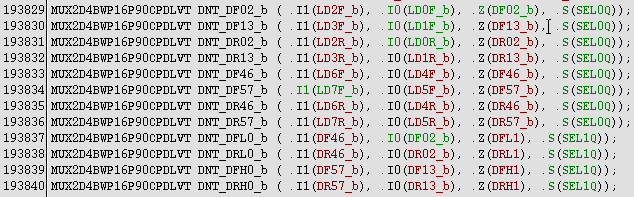 193829 MUX2D4BWP16P90CPDLVT DNT_DF02_b ( .I1(LD2F_b), .I0(LD0F_b), .Z(DF02_b), .S(SEL0Q));
193830 MUX2D4BWP16P90CPDLVT DNT_DF13_b ( .I1(LD3F_b), .I0(LD1F_b), .Z(DF13_b), .S(SEL0Q));
193831 MUX2D4BWP16P90CPDLVT DNT_DR02_b ( .I1(LD2R_b), .I0(LD0R_b), .Z(DR02_b), .S(SEL0Q));
193832 MUX2D4BWP16P90CPDLVT DNT_DR13_b ( .I1(LD3R_b), .I0(LD1R_b), .Z(DR13_b), .S(SEL0Q));
193833 MUX2D4BWP16P90CPDLVT DNT_DF46_b ( .I1(LD6F_b), .I0(LD4F_b), .Z(DF46_b), .S(SEL0Q));
193834 MUX2D4BWP16P90CPDLVT DNT_DF57_b ( .I1(LD7F_b), .I0(LD5F_b), .Z(DF57_b), .S(SEL0Q));
193835 MUX2D4BWP16P90CPDLVT DNT_DR46_b ( .I1(LD6R_b), .I0(LD4R_b), .Z(DR46_b), .S(SEL0Q));
193836 MUX2D4BWP16P90CPDLVT DNT_DR57_b ( .I1(LD7R_b), .I0(LD5R_b), .Z(DR57_b), .S(SEL0Q));
193837 MUX2D4BWP16P90CPDLVT DNT_DFL0_b ( .I1(DF46_b), .I0(DF02_b), .Z(DFL1), .S(SEL1Q));
193838 MUX2D4BWP16P90CPDLVT DNT_DRL0_b ( .I1(DR46_b), .I0(DR02_b), .Z(DRL1), .S(SEL1Q));
193839 MUX2D4BWP16P90CPDLVT DNT_DFH0_b ( .I1(DF57_b), .I0(DF13_b), .Z(DFH1), .S(SEL1Q));
193840 MUX2D4BWP16P90CPDLVT DNT_DRH0_b ( .I1(DR57_b), .I0(DR13_b), .Z(DRH1), .S(SEL1Q));